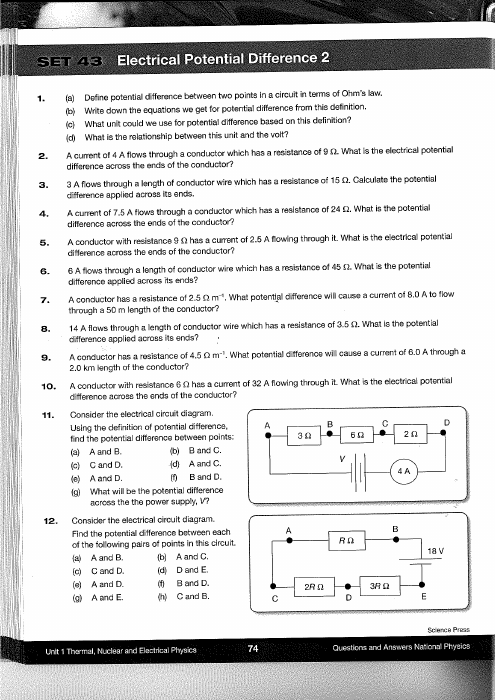 SET 43 Electrical Potential Difference 2
1. (a) Define potential difference between two points in a circuit in terms of Ohm's law.
(b) Write down the equations we get for potential difference from this definition.
(c) What unit could we use for potential difference based on this definition?
(d) What is the relationship between this unit and the volt?
2. A current of 4 A flows through a conductor which has a resistance of 9 Ω. What is the electrical potential
difference across the ends of the conductor?
3. 3 A flows through a length of conductor wire which has a resistance of 15 Ω. Calculate the potential
difference applied across its ends.
4. A current of 7.5 A flows through a conductor which has a resistance of 24 Ω. What is the potential
difference across the ends of the conductor?
5. A conductor with resistance 9 Ω has a current of 2.5 A flowing through it. What is the electrical potential
difference across the ends of the conductor?
6. 6 A flows through a length of conductor wire which has a resistance of 45 Ω. What is the potential
difference applied across its ends?
7. A conductor has a resistance of 2.5 Ω m⁻¹. What potential difference will cause a current of 8.0 A to flow
through a 50 m length of the conductor?
8. 14 A flows through a length of conductor wire which has a resistance of 3.5 Ω. What is the potential
difference applied across its ends?
9. A conductor has a resistance of 4.5 Ω m⁻¹. What potential difference will cause a current of 6.0 A through a
2.0 km length of the conductor?
10. A conductor with resistance 6 Ω has a current of 32 A flowing through it. What is the electrical potential
difference across the ends of the conductor?
11. Consider the electrical circuit diagram.
Using the definition of potential difference,
find the potential difference between points:
(a) A and B. (b) B and C.
(c) C and D. (d) A and C.
(e) A and D. (f) B and D.
(g) What will be the potential difference
across the the power supply, V?
A B C D
3 Ω 6 Ω 2 Ω
V
4 A
12. Consider the electrical circuit diagram.
Find the potential difference between each
of the following pairs of points in this circuit.
(a) A and B. (b) A and C.
(c) C and D. (d) D and E.
(e) A and D. (f) B and D.
(g) A and E. (h) C and B.
A B
R Ω
18 V
2R Ω 3R Ω
C D E
Science Press
Unit 1 Thermal, Nuclear and Electrical Physics 74 Questions and Answers National Physics